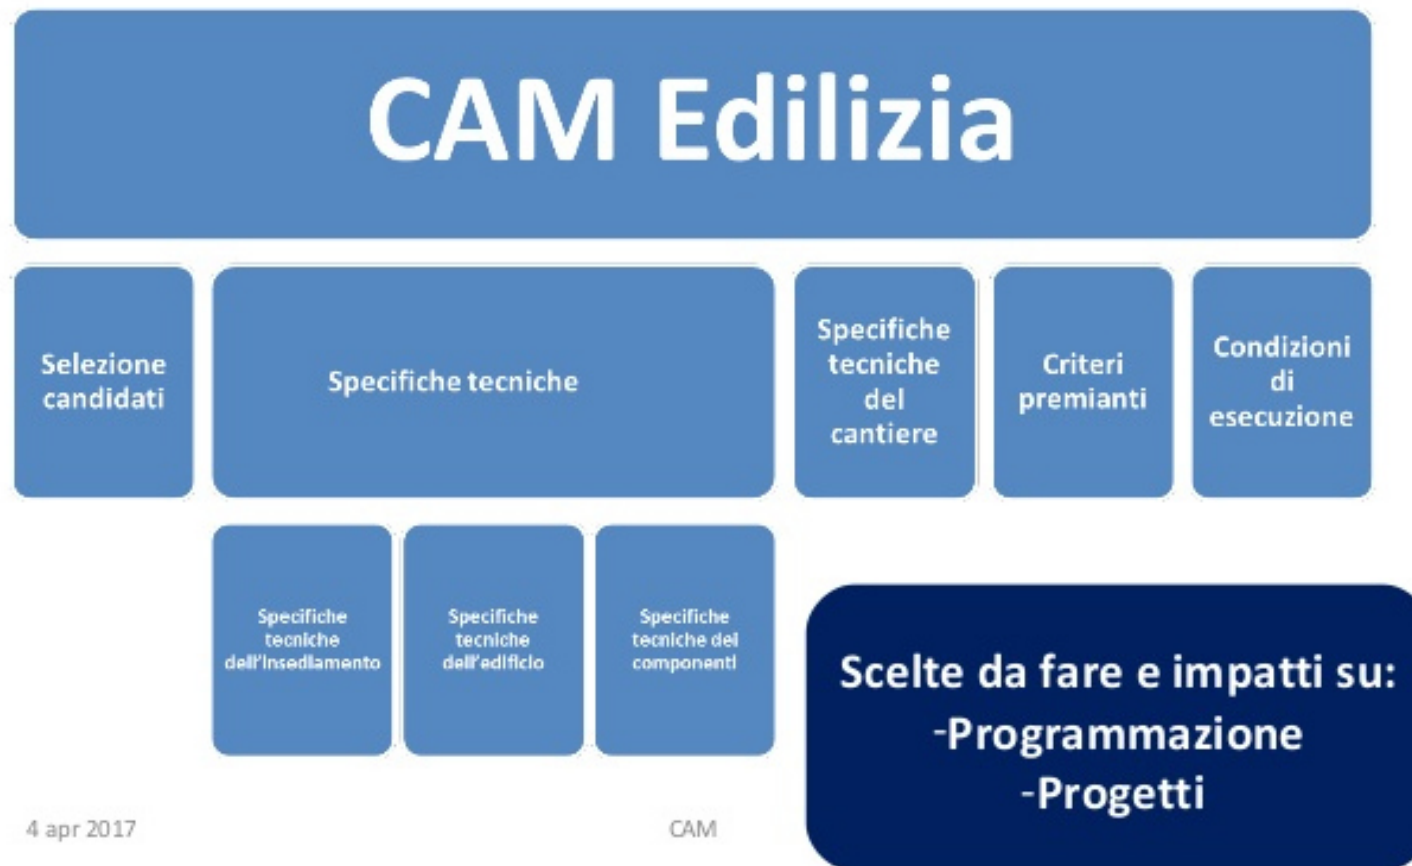 CAM Edilizia
Selezione
candidati
Specifiche tecniche
Specifiche
tecniche
del
cantiere
Criteri
premianti
Condizioni
di
esecuzione
Specifiche
tecniche
dell'insediamento
Specifiche
tecniche
dell'edificio
Specifiche
tecniche dei
componenti
Scelte da fare e impatti su:
-Programmazione
-Progetti
4 apr 2017
CAM